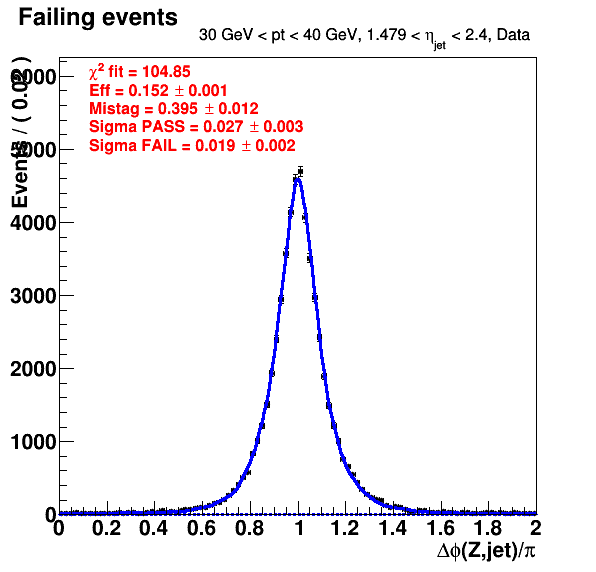 Failing events
30 GeV < pt < 40 GeV, 1.479 < η_jet < 2.4, Data
χ² fit = 104.85
Eff = 0.152 ± 0.001
Mistag = 0.395 ± 0.012
Sigma PASS = 0.027 ± 0.003
Sigma FAIL = 0.019 ± 0.002
Events / ( 0.02 )
6000
5000
4000
3000
2000
1000
0
0 0.2 0.4 0.6 0.8 1 1.2 1.4 1.6 1.8 2
Δφ(Z,jet)/π